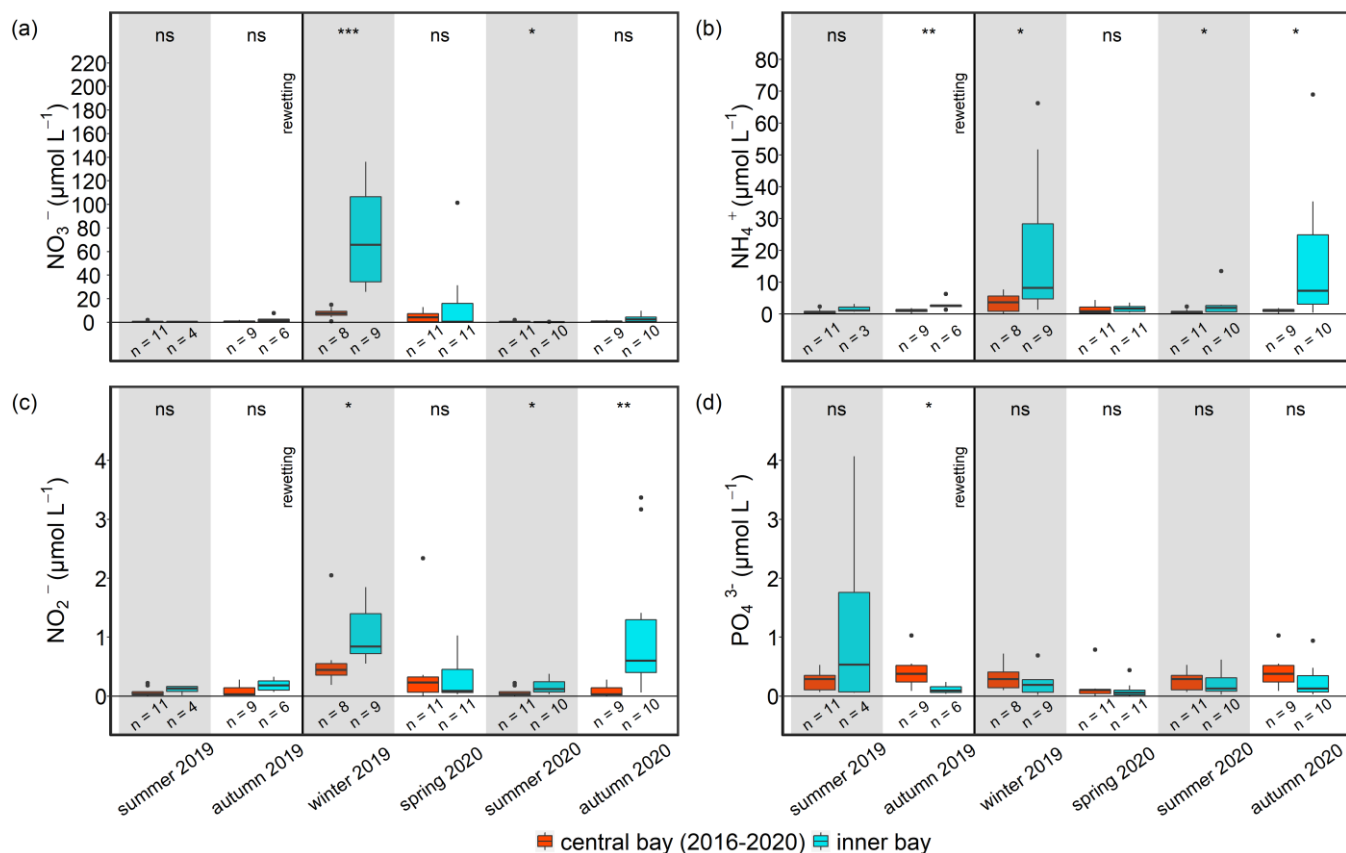 (a)
ns
ns
***
ns
*
ns
220
200
180
160
140
120
100
80
60
40
20
0
NO₃⁻ (µmol L⁻¹)
rewetting
n = 11
n = 4
n = 9
n = 6
n = 8
n = 9
n = 11
n = 11
n = 11
n = 10
n = 9
n = 10
(b)
ns
**
*
ns
*
*
80
70
60
50
40
30
20
10
0
NH₄⁺ (µmol L⁻¹)
rewetting
n = 11
n = 3
n = 9
n = 6
n = 8
n = 9
n = 11
n = 11
n = 11
n = 10
n = 9
n = 10
(c)
ns
ns
*
ns
*
**
4
3
2
1
0
NO₂⁻ (µmol L⁻¹)
rewetting
n = 11
n = 4
n = 9
n = 6
n = 8
n = 9
n = 11
n = 11
n = 11
n = 10
n = 9
n = 10
summer 2019
autumn 2019
winter 2019
spring 2020
summer 2020
autumn 2020
(d)
ns
*
ns
ns
ns
ns
4
3
2
1
0
PO₄³⁻ (µmol L⁻¹)
rewetting
n = 11
n = 4
n = 9
n = 6
n = 8
n = 9
n = 11
n = 11
n = 11
n = 10
n = 9
n = 10
summer 2019
autumn 2019
winter 2019
spring 2020
summer 2020
autumn 2020
central bay (2016-2020)
inner bay